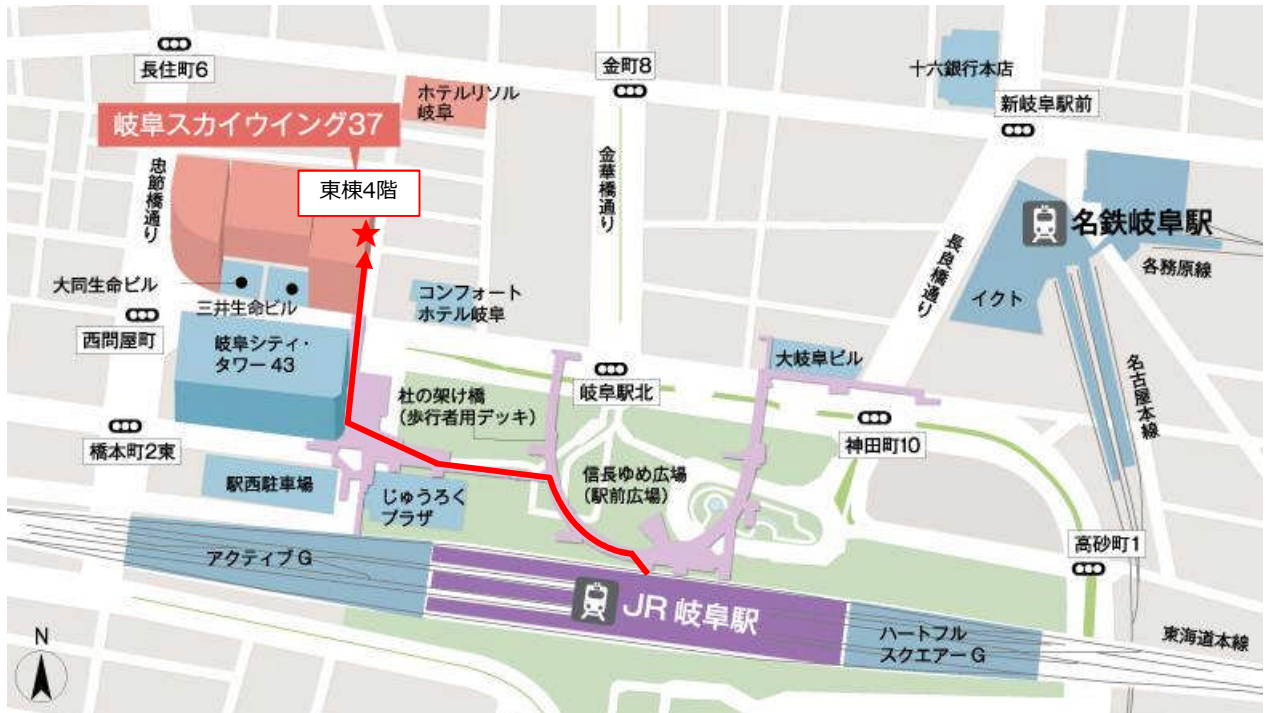 長住町6
金町8
十六銀行本店
新岐阜駅前
ホテルリソル
岐阜
岐阜スカイウイング37
東棟4階
忠節橋通り
金華橋通り
長良橋通り
名鉄岐阜駅
各務原線
イクト
大同生命ビル
三井生命ビル
コンフォート
ホテル岐阜
西問屋町
岐阜シティ・
タワー43
大岐阜ビル
名古屋本線
岐阜駅北
杜の架け橋
(歩行者用デッキ)
神田町10
橋本町2東
駅西駐車場
じゅうろく
プラザ
信長ゆめ広場
(駅前広場)
高砂町1
アクティブG
JR岐阜駅
ハートフル
スクエアーG
東海道本線
N